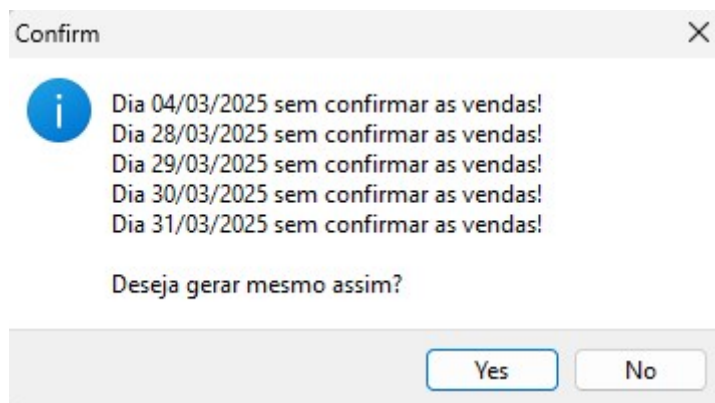 Confirm
Dia 04/03/2025 sem confirmar as vendas!
Dia 28/03/2025 sem confirmar as vendas!
Dia 29/03/2025 sem confirmar as vendas!
Dia 30/03/2025 sem confirmar as vendas!
Dia 31/03/2025 sem confirmar as vendas!
Deseja gerar mesmo assim?
Yes No